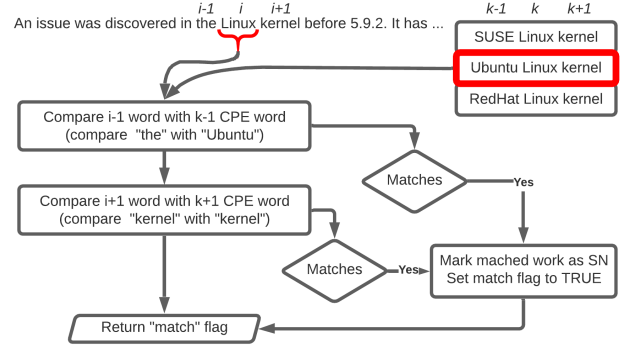 i-1 i i+1
k-1 k k+1
An issue was discovered in the Linux kernel before 5.9.2. It has ...
SUSE Linux kernel
Ubuntu Linux kernel
RedHat Linux kernel
Compare i-1 word with k-1 CPE word
(compare "the" with "Ubuntu")
Matches
Yes
Compare i+1 word with k+1 CPE word
(compare "kernel" with "kernel")
Matches
Yes
Mark mached work as SN
Set match flag to TRUE
Return "match" flag